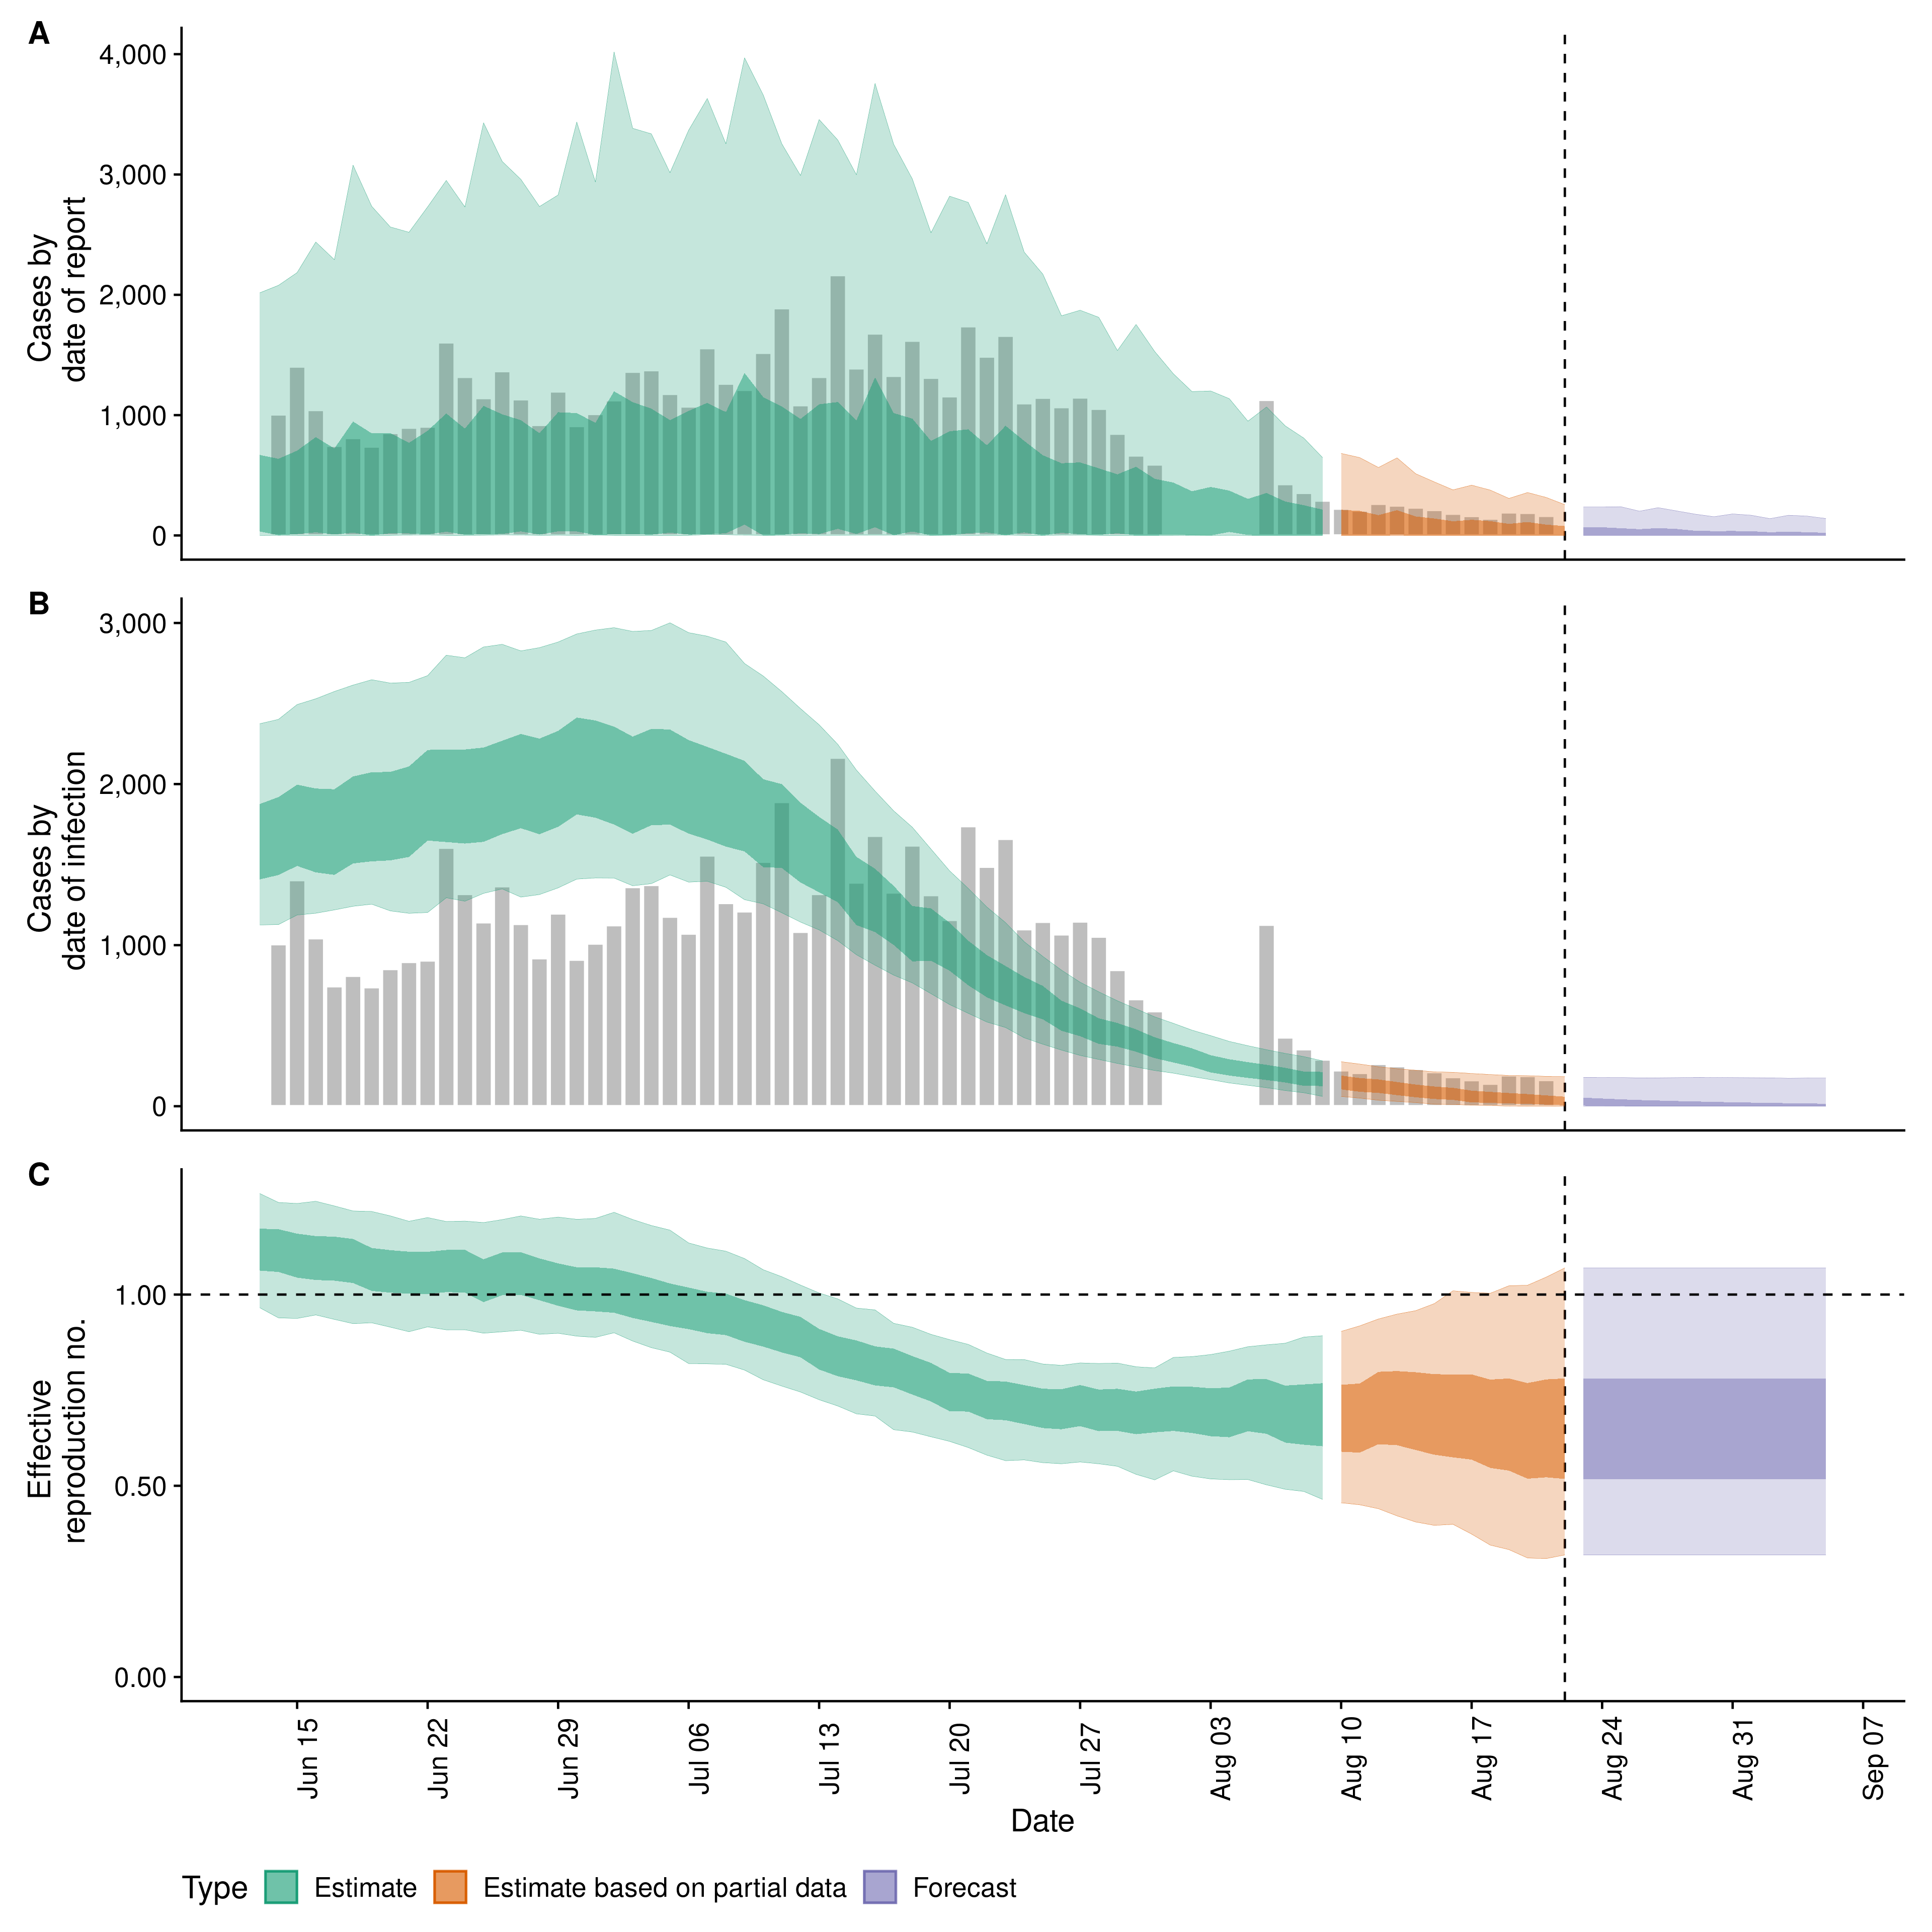 A
4,000
3,000
2,000
1,000
0
Cases by
date of report
B
3,000
2,000
1,000
0
Cases by
date of infection
C
1.00
0.50
0.00
Effective
reproduction no.
Jun 15
Jun 22
Jun 29
Jul 06
Jul 13
Jul 20
Jul 27
Aug 03
Aug 10
Aug 17
Aug 24
Aug 31
Sep 07
Date
Type Estimate Estimate based on partial data Forecast